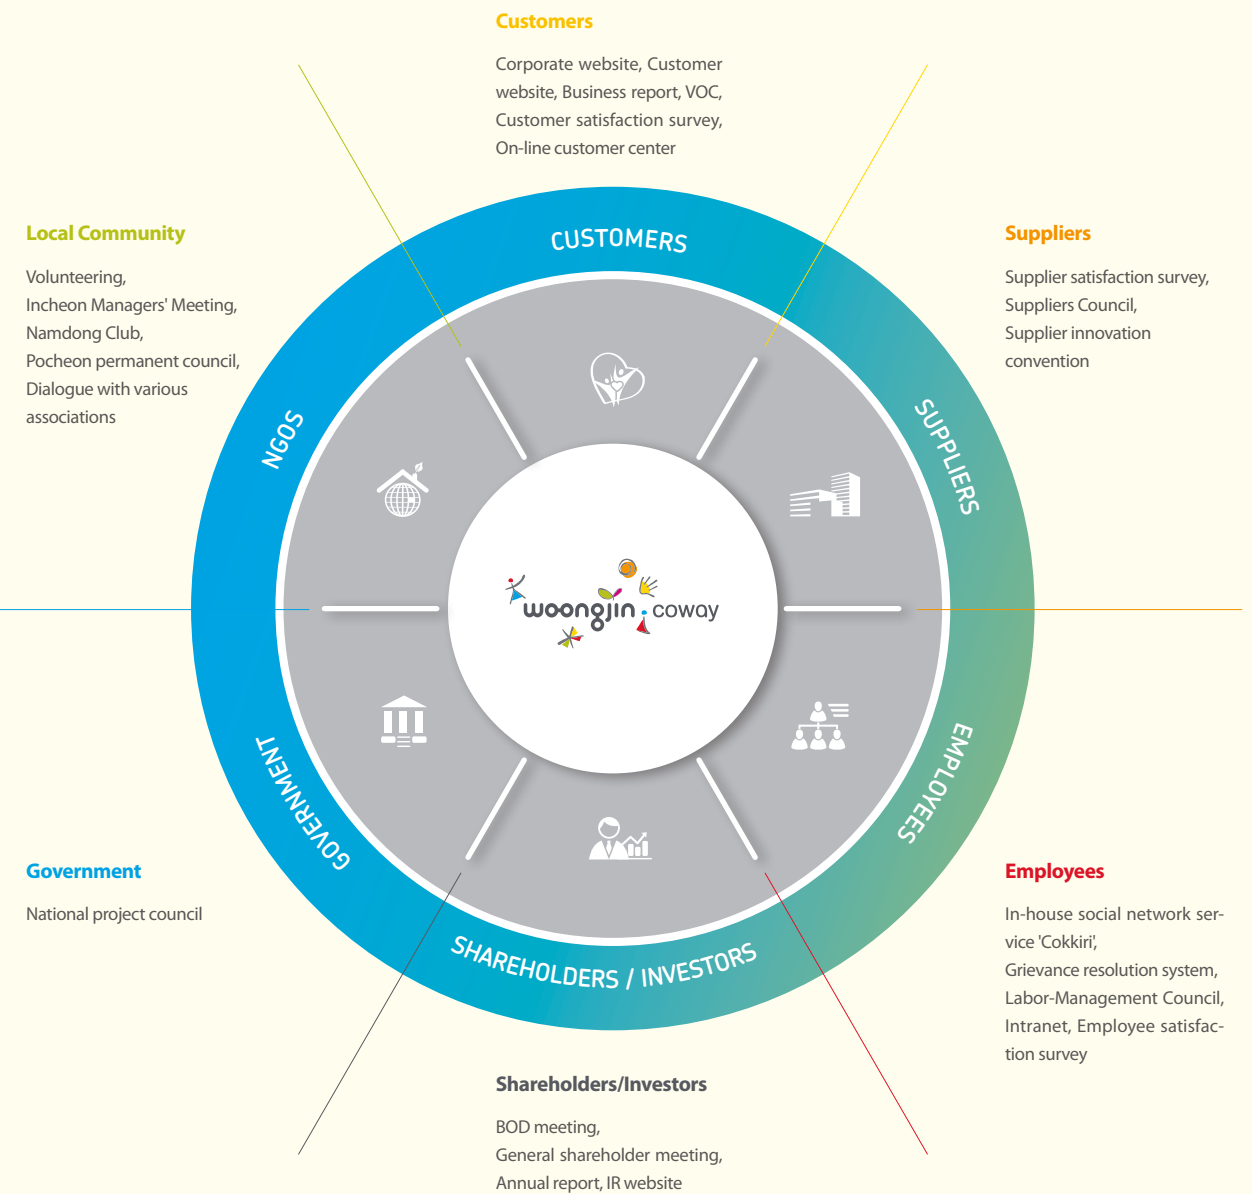 Customers
Corporate website, Customer
website, Business report, VOC,
Customer satisfaction survey,
On-line customer center
Local Community
Volunteering,
Incheon Managers' Meeting,
Namdong Club,
Pocheon permanent council,
Dialogue with various
associations
Suppliers
Supplier satisfaction survey,
Suppliers Council,
Supplier innovation
convention
CUSTOMERS
NGOS
SUPPLIERS
woongjin coway
GOVERNMENT
EMPLOYEES
SHAREHOLDERS / INVESTORS
Government
National project council
Employees
In-house social network ser-
vice 'Cokkiri',
Grievance resolution system,
Labor-Management Council,
Intranet, Employee satisfac-
tion survey
Shareholders/Investors
BOD meeting,
General shareholder meeting,
Annual report, IR website